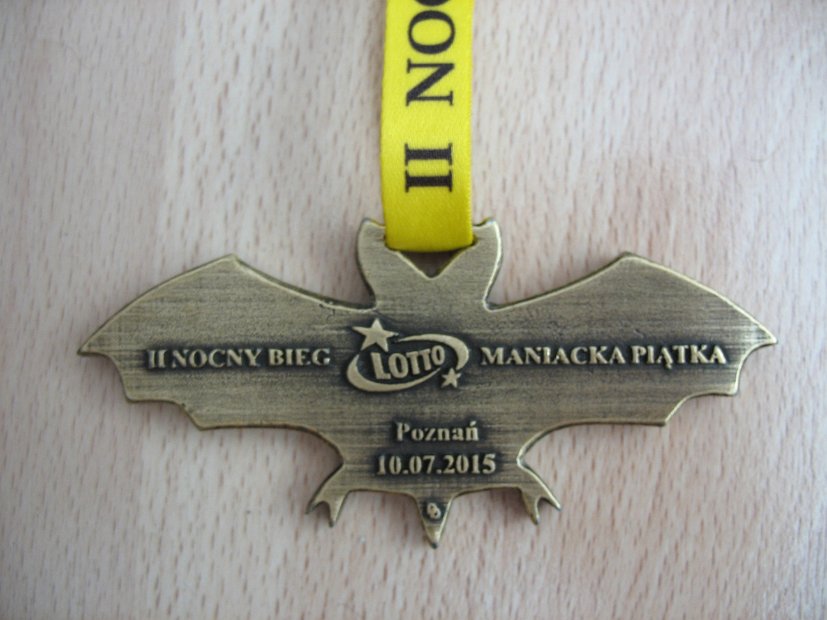 II NOC
II NOCNY BIEG LOTTO MANIACKA PIĄTKA
Poznań
10.07.2015